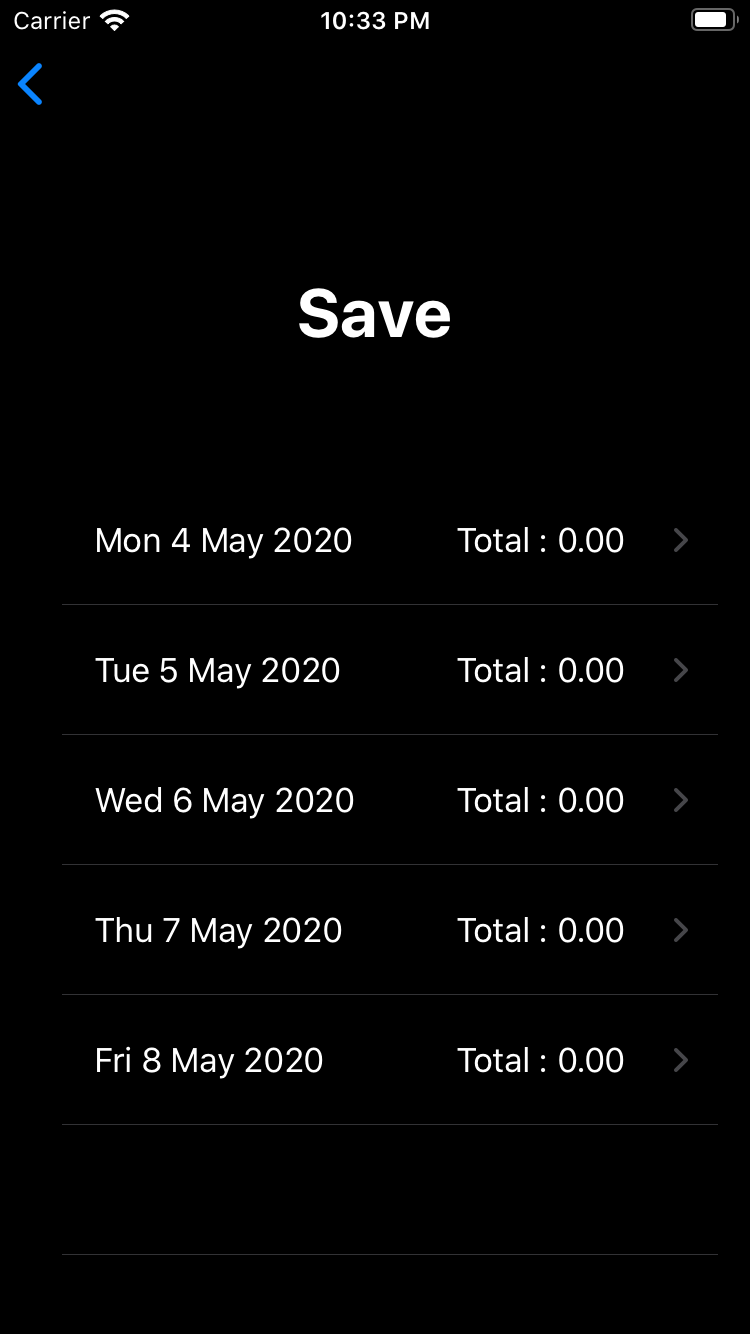 Carrier 10:33 PM
Save
Mon 4 May 2020 Total : 0.00
Tue 5 May 2020 Total : 0.00
Wed 6 May 2020 Total : 0.00
Thu 7 May 2020 Total : 0.00
Fri 8 May 2020 Total : 0.00